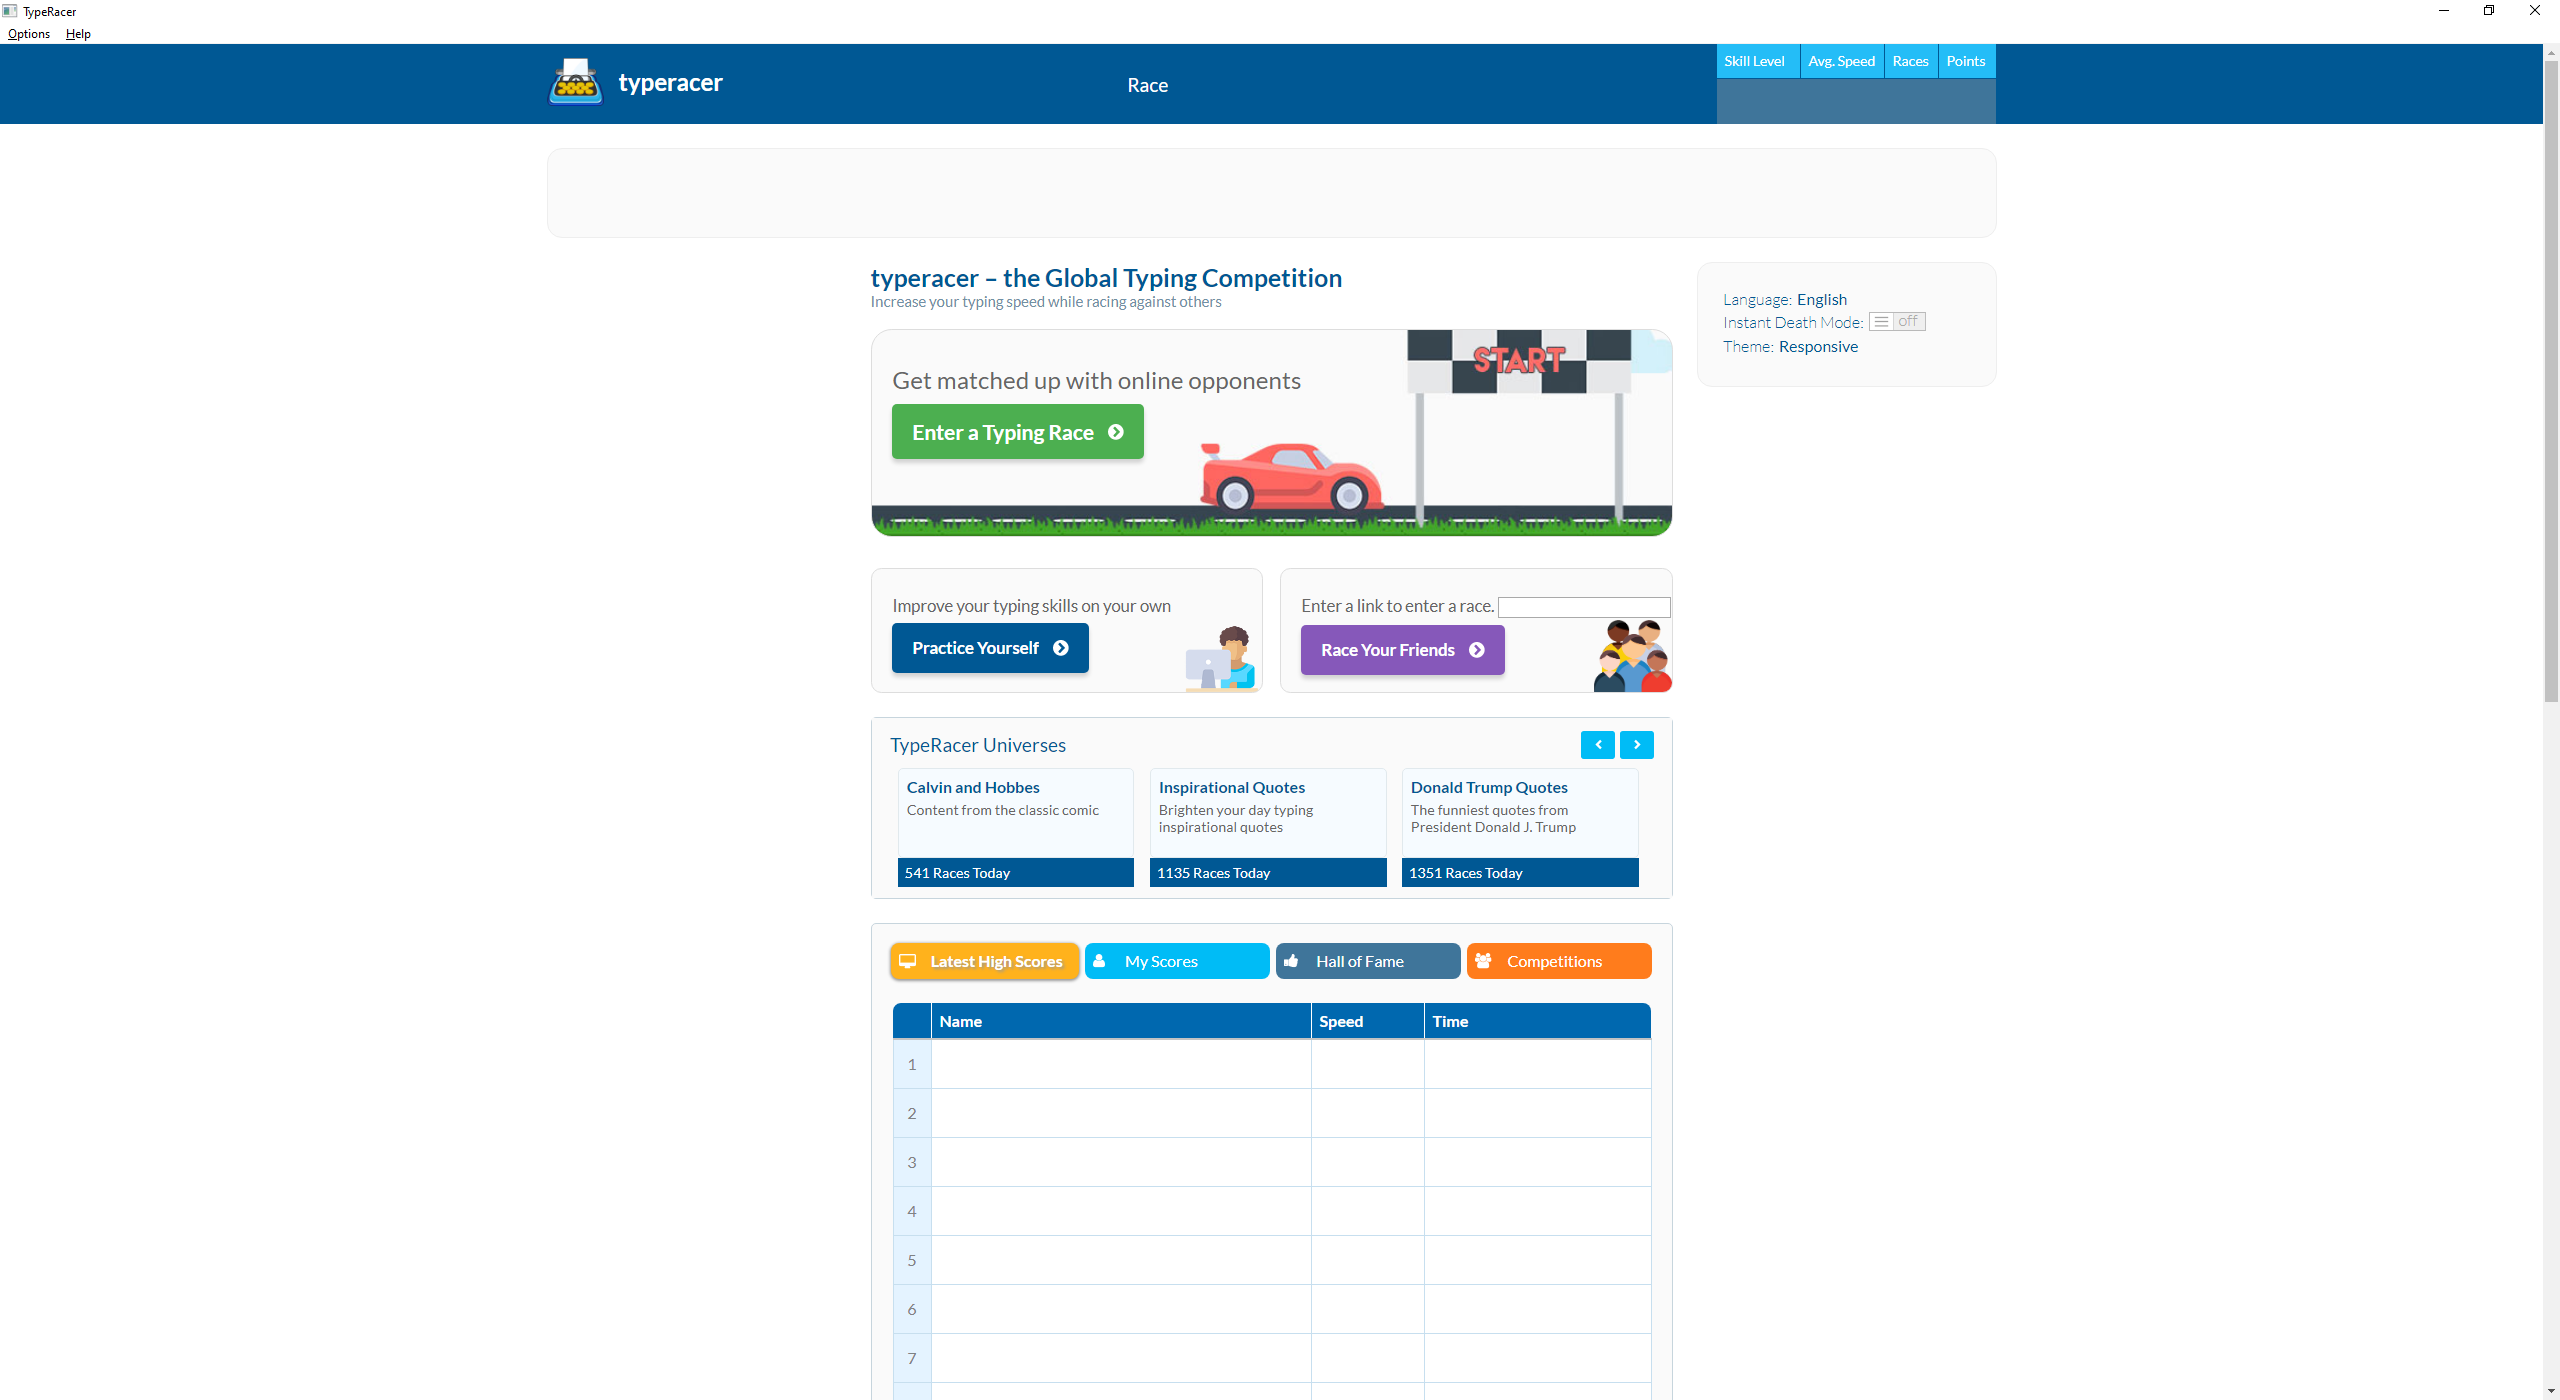 TypeRacer
Options Help
typeracer
Race
Skill Level Avg. Speed Races Points
typeracer – the Global Typing Competition
Increase your typing speed while racing against others
Language: English
Instant Death Mode: off
Theme: Responsive
START
Get matched up with online opponents
Enter a Typing Race
Improve your typing skills on your own
Practice Yourself
Enter a link to enter a race.
Race Your Friends
TypeRacer Universes
Calvin and Hobbes
Content from the classic comic
541 Races Today
Inspirational Quotes
Brighten your day typing
inspirational quotes
1135 Races Today
Donald Trump Quotes
The funniest quotes from
President Donald J. Trump
1351 Races Today
Latest High Scores My Scores Hall of Fame Competitions
Name Speed Time
1
2
3
4
5
6
7